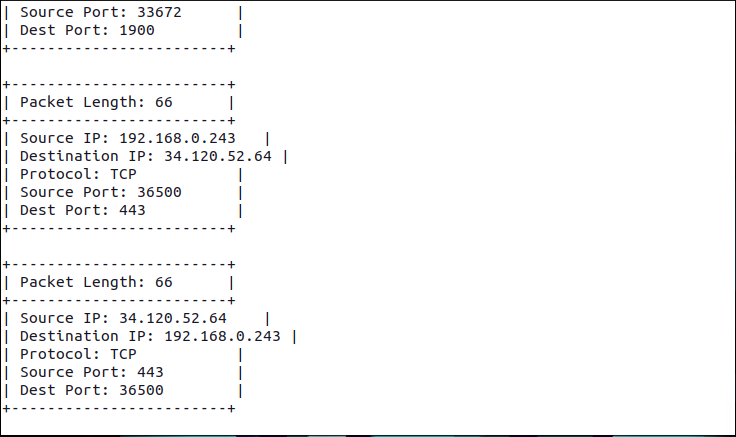 | Source Port: 33672      |
| Dest Port: 1900         |
+------------------------+

+------------------------+
| Packet Length: 66      |
+------------------------+
| Source IP: 192.168.0.243   |
| Destination IP: 34.120.52.64 |
| Protocol: TCP           |
| Source Port: 36500      |
| Dest Port: 443          |
+------------------------+

+------------------------+
| Packet Length: 66      |
+------------------------+
| Source IP: 34.120.52.64    |
| Destination IP: 192.168.0.243 |
| Protocol: TCP           |
| Source Port: 443        |
| Dest Port: 36500        |
+------------------------+